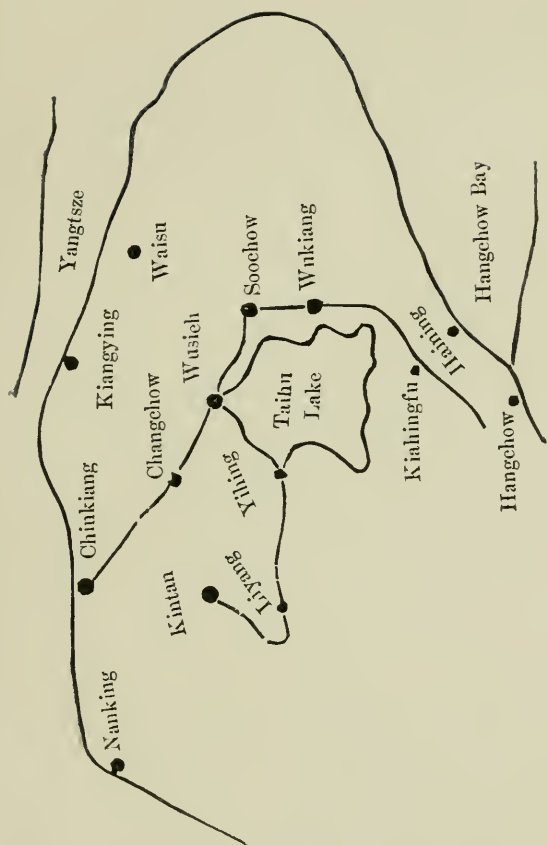 Yangtsze
Chinkiang
Kiangying
Nanking
Waisu
Changchow
Kintan
Wusieh
Soochow
Yihing
Liyang
Taihu
Lake
Wukiang
Kiahingfu
Haining
Hangchow Bay
Hangchow